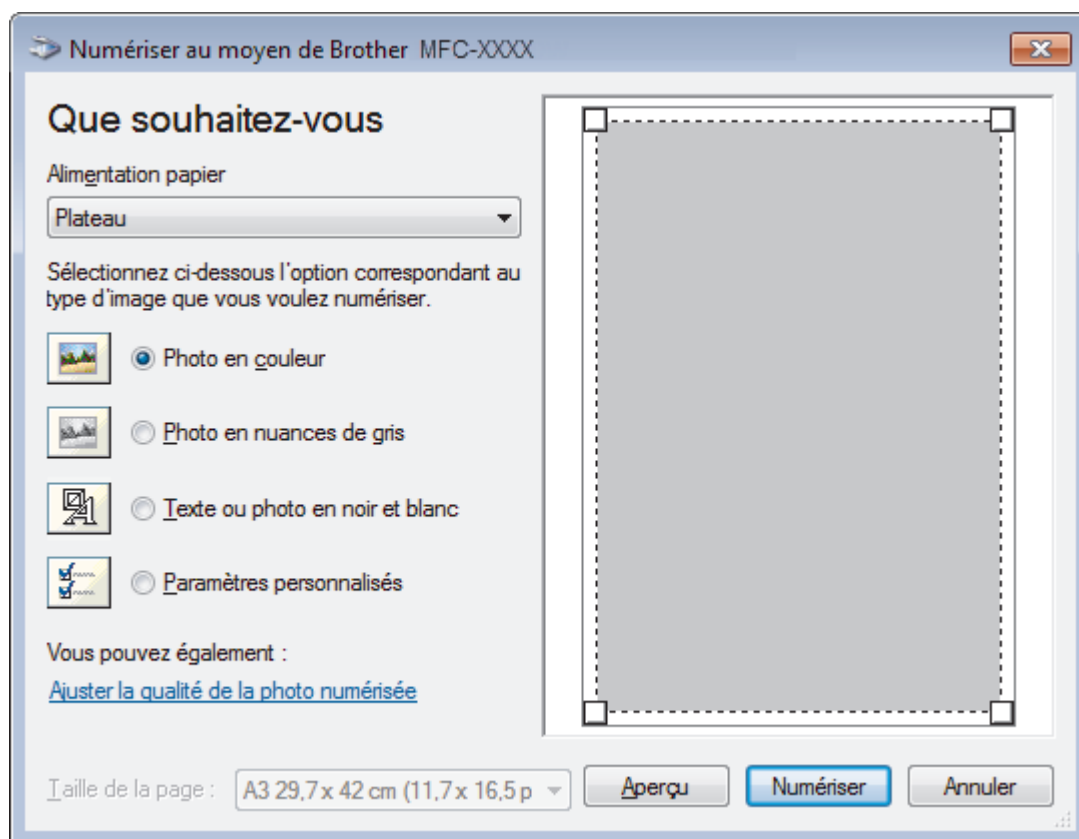 Numériser au moyen de Brother MFC-XXXX
Que souhaitez-vous
Alimentation papier
Plateau
Sélectionnez ci-dessous l'option correspondant au
type d'image que vous voulez numériser.
Photo en couleur
Photo en nuances de gris
Texte ou photo en noir et blanc
Paramètres personnalisés
Vous pouvez également :
Ajuster la qualité de la photo numérisée
Taille de la page : A3 29,7 x 42 cm (11,7 x 16,5 p Aperçu Numériser Annuler